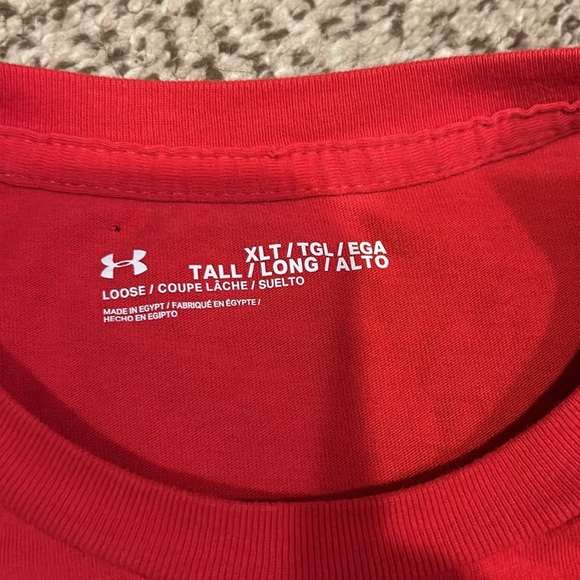 XLT / TGL / EGA
TALL / LONG / ALTO
LOOSE / COUPE LÂCHE / SUELTO
MADE IN EGYPT / FABRIQUÉ EN ÉGYPTE /
HECHO EN EGIPTO